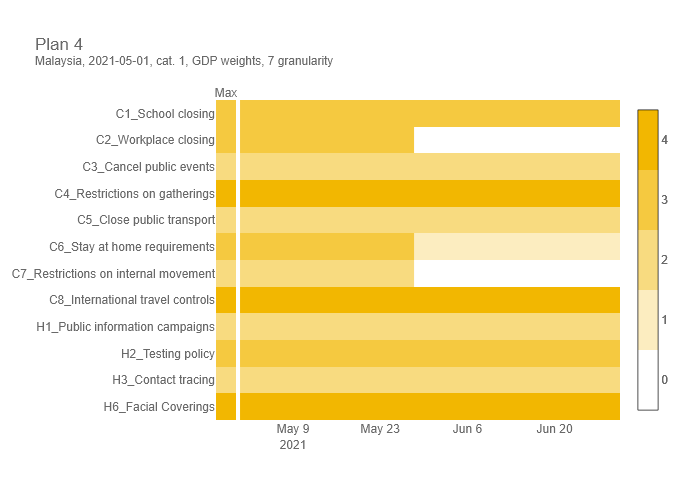 Plan 4
Malaysia, 2021-05-01, cat. 1, GDP weights, 7 granularity
Max
C1_School closing
C2_Workplace closing
C3_Cancel public events
C4_Restrictions on gatherings
C5_Close public transport
C6_Stay at home requirements
C7_Restrictions on internal movement
C8_International travel controls
H1_Public information campaigns
H2_Testing policy
H3_Contact tracing
H6_Facial Coverings
May 9 May 23 Jun 6 Jun 20
2021
4
3
2
1
0